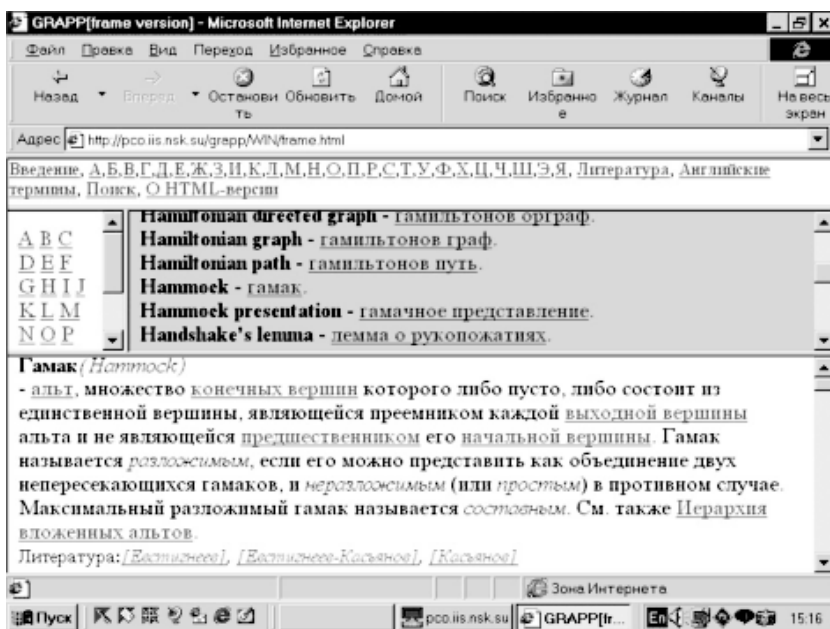 GRAPP[frame version] - Microsoft Internet Explorer
Файл Правка Вид Переход Избранное Справка
Назад Вперед Останови Обновить Домой Поиск Избранно Журнал Каналы На весь
ть е экран
Адрес http://pco.iis.nsk.su/grapp/WIN/frame.html
Введение, А,Б,В,Г,Д,Е,Ж,З,И,К,Л,М,Н,О,П,Р,С,Т,У,Ф,Х,Ц,Ч,Ш,Э,Я, Литература, Английские
термины, Поиск, О HTML-версии
Hamiltonian directed graph - гамильтонов орграф.
A B C Hamiltonian graph - гамильтонов граф.
D E F Hamiltonian path - гамильтонов путь.
G H I J Hammock - гамак.
K L M Hammock presentation - гамачное представление.
N O P Handshake's lemma - лемма о рукопожатиях.
Гамак (Hammock)
- альт, множество конечных вершин которого либо пусто, либо состоит из
единственной вершины, являющейся преемником каждой выходной вершины
альта и не являющейся предшественником его начальной вершины. Гамак
называется разложимым, если его можно представить как объединение двух
непересекающихся гамаков, и неразложимым (или простым) в противном случае.
Максимальный разложимый гамак называется составным. См. также Иерархия
вложенных альтов.
Литература:[Евстигнеев], [Евстигнеев-Касьянов], [Касьянов]
Зона Интернета
Пуск pco.iis.nsk.su GRAPP[fr... En 15:16